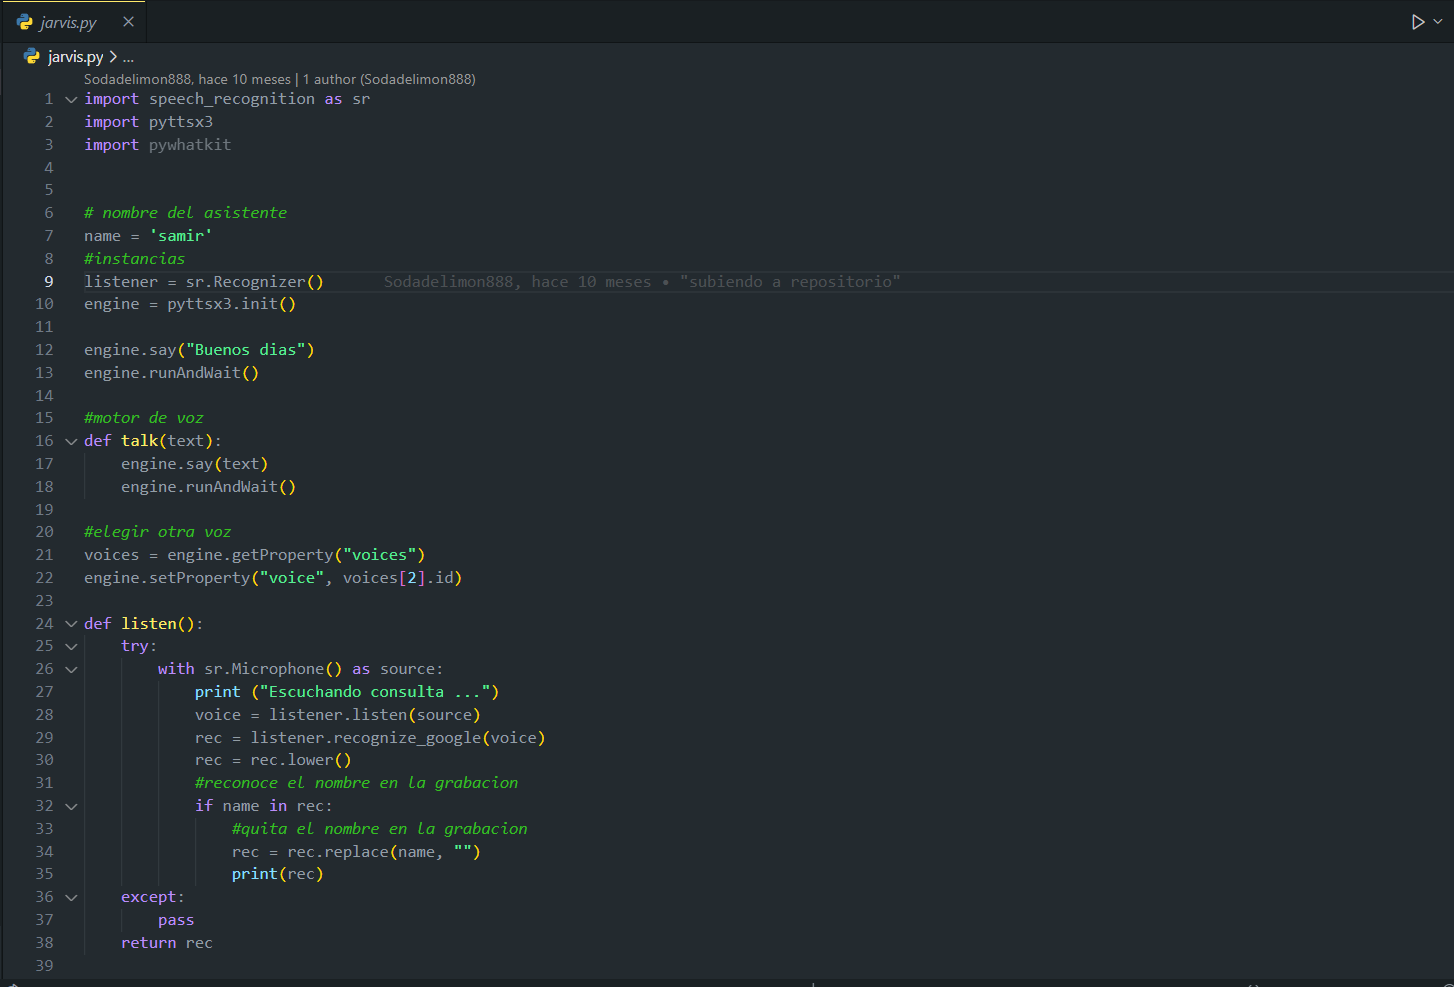 jarvis.py
jarvis.py > ...
Sodadelimon888, hace 10 meses | 1 author (Sodadelimon888)
1 import speech_recognition as sr
2 import pyttsx3
3 import pywhatkit
4
5
6 # nombre del asistente
7 name = 'samir'
8 #instancias
9 listener = sr.Recognizer() Sodadelimon888, hace 10 meses • "subiendo a repositorio"
10 engine = pyttsx3.init()
11
12 engine.say("Buenos dias")
13 engine.runAndWait()
14
15 #motor de voz
16 def talk(text):
17     engine.say(text)
18     engine.runAndWait()
19
20 #elegir otra voz
21 voices = engine.getProperty("voices")
22 engine.setProperty("voice", voices[2].id)
23
24 def listen():
25     try:
26         with sr.Microphone() as source:
27             print ("Escuchando consulta ...")
28             voice = listener.listen(source)
29             rec = listener.recognize_google(voice)
30             rec = rec.lower()
31             #reconoce el nombre en la grabacion
32             if name in rec:
33                 #quita el nombre en la grabacion
34                 rec = rec.replace(name, "")
35                 print(rec)
36     except:
37         pass
38     return rec
39